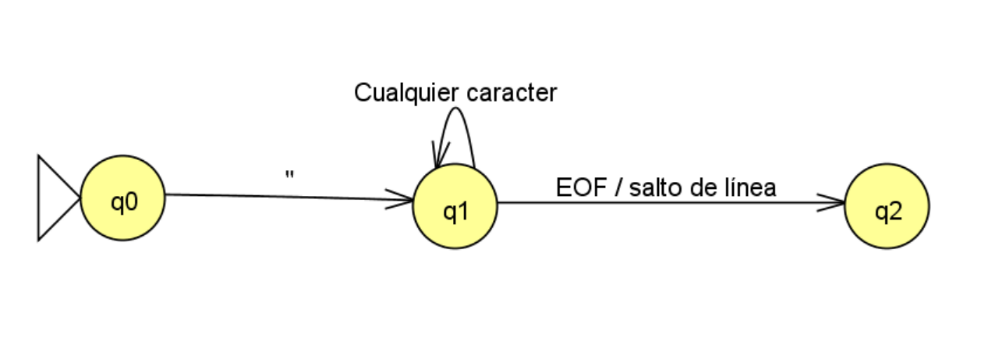 Cualquier caracter
"
EOF / salto de línea
q0
q1
q2